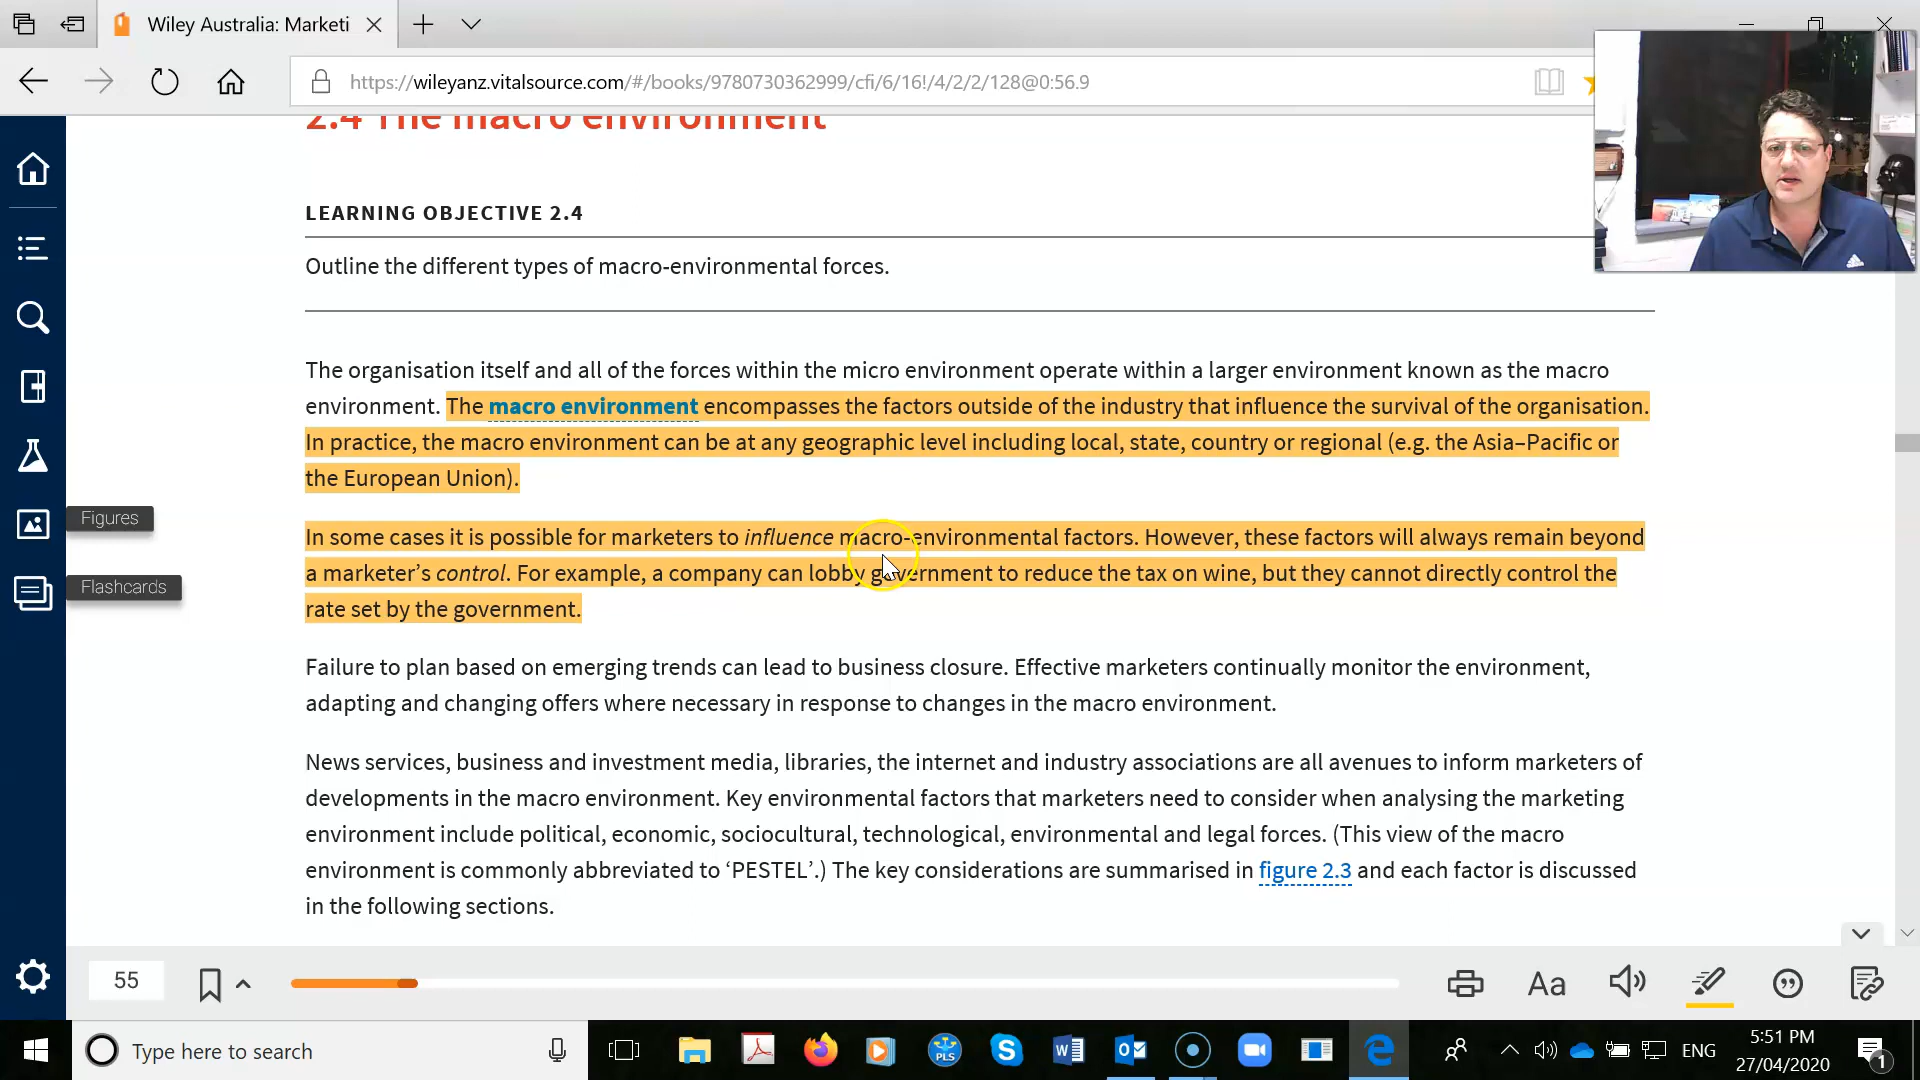 Wiley Australia: Marketi
https://wileyanz.vitalsource.com/#/books/9780730362999/cfi/6/16!/4/2/2/128@0:56.9
2.4 The macro environment
LEARNING OBJECTIVE 2.4
Outline the different types of macro-environmental forces.
The organisation itself and all of the forces within the micro environment operate within a larger environment known as the macro
environment. The macro environment encompasses the factors outside of the industry that influence the survival of the organisation.
In practice, the macro environment can be at any geographic level including local, state, country or regional (e.g. the Asia–Pacific or
the European Union).
Figures
In some cases it is possible for marketers to influence macro-environmental factors. However, these factors will always remain beyond
a marketer's control. For example, a company can lobby government to reduce the tax on wine, but they cannot directly control the
Flashcards
rate set by the government.
Failure to plan based on emerging trends can lead to business closure. Effective marketers continually monitor the environment,
adapting and changing offers where necessary in response to changes in the macro environment.
News services, business and investment media, libraries, the internet and industry associations are all avenues to inform marketers of
developments in the macro environment. Key environmental factors that marketers need to consider when analysing the marketing
environment include political, economic, sociocultural, technological, environmental and legal forces. (This view of the macro
environment is commonly abbreviated to ‘PESTEL’.) The key considerations are summarised in figure 2.3 and each factor is discussed
in the following sections.
55
Aa
Type here to search
PLS
ENG
5:51 PM
27/04/2020
1